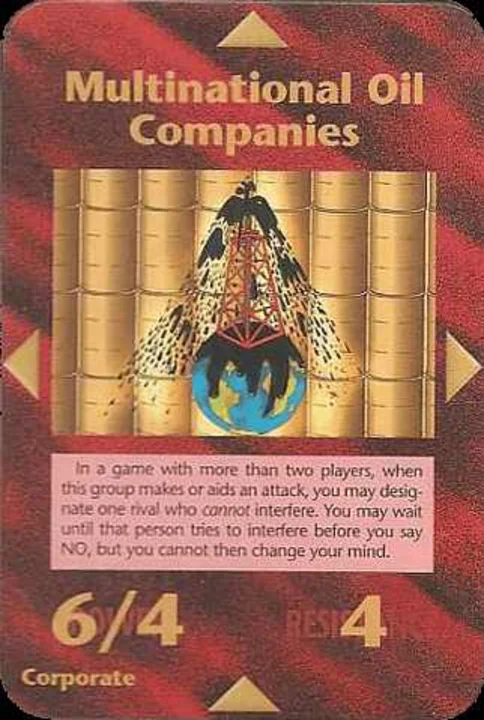 Multinational Oil
Companies
In a game with more than two players, when
this group makes or aids an attack, you may desig-
nate one rival who cannot interfere. You may wait
until that person tries to interfere before you say
NO, but you cannot then change your mind.
6/4 4
Corporate